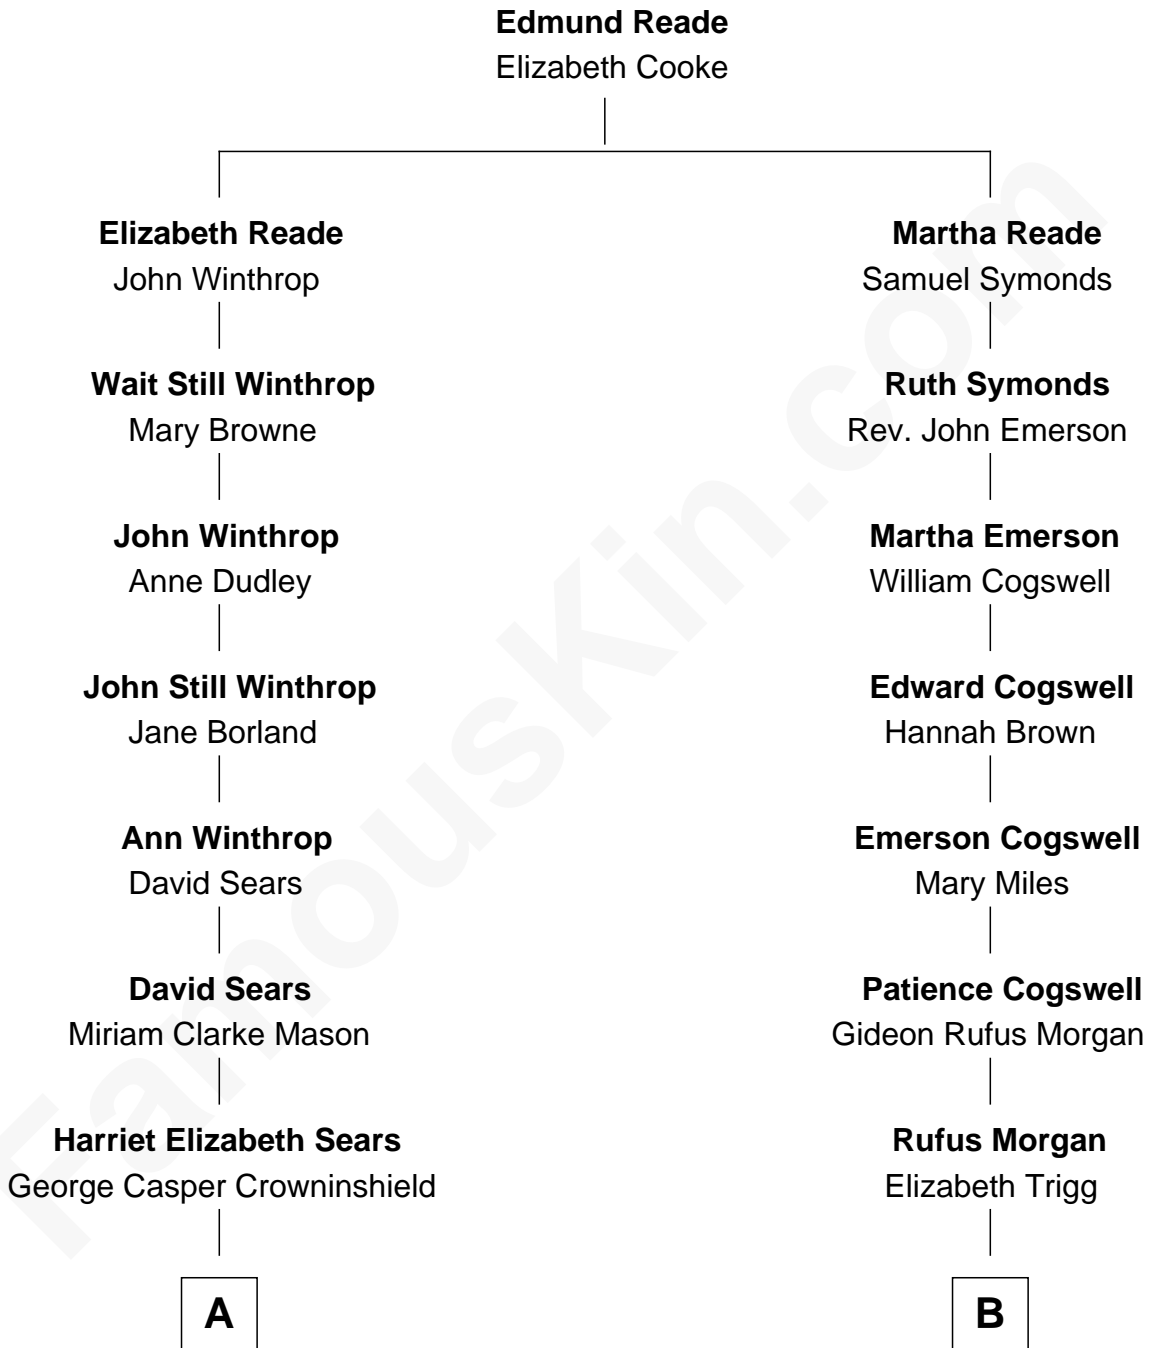 Edmund Reade
Elizabeth Cooke
Elizabeth Reade
John Winthrop
Martha Reade
Samuel Symonds
Wait Still Winthrop
Mary Browne
Ruth Symonds
Rev. John Emerson
John Winthrop
Anne Dudley
Martha Emerson
William Cogswell
John Still Winthrop
Jane Borland
Edward Cogswell
Hannah Brown
Ann Winthrop
David Sears
Emerson Cogswell
Mary Miles
David Sears
Miriam Clarke Mason
Patience Cogswell
Gideon Rufus Morgan
Harriet Elizabeth Sears
George Casper Crowninshield
Rufus Morgan
Elizabeth Trigg
A
B
FamousKin.com